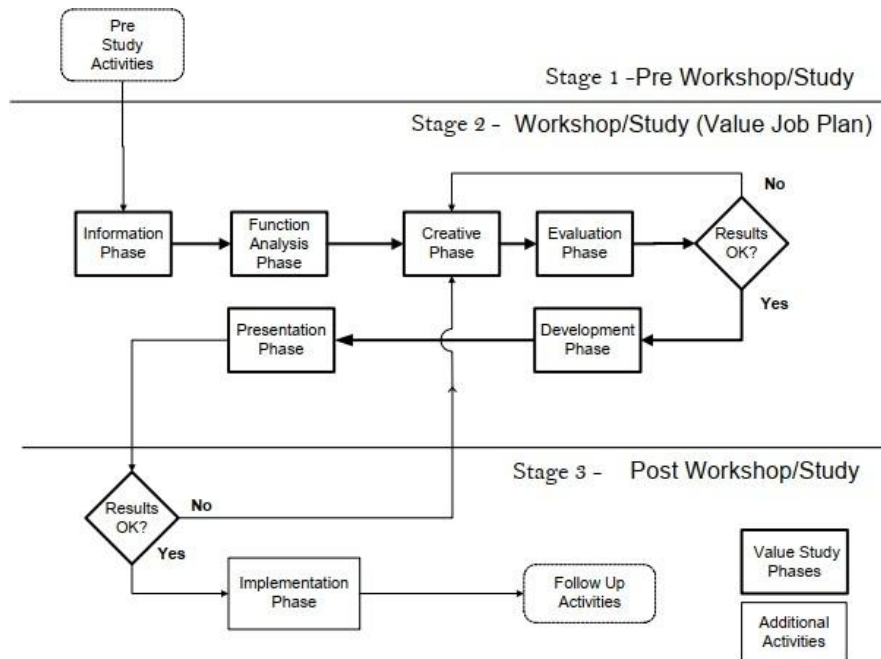 Pre
Study
Activities
Stage 1 -Pre Workshop/Study
Stage 2 - Workshop/Study (Value Job Plan)
No
Information
Phase
Function
Analysis
Phase
Creative
Phase
Evaluation
Phase
Results
OK?
Yes
Presentation
Phase
Development
Phase
Stage 3 - Post Workshop/Study
Results
OK?
No
Yes
Implementation
Phase
Follow Up
Activities
Value Study
Phases
Additional
Activities